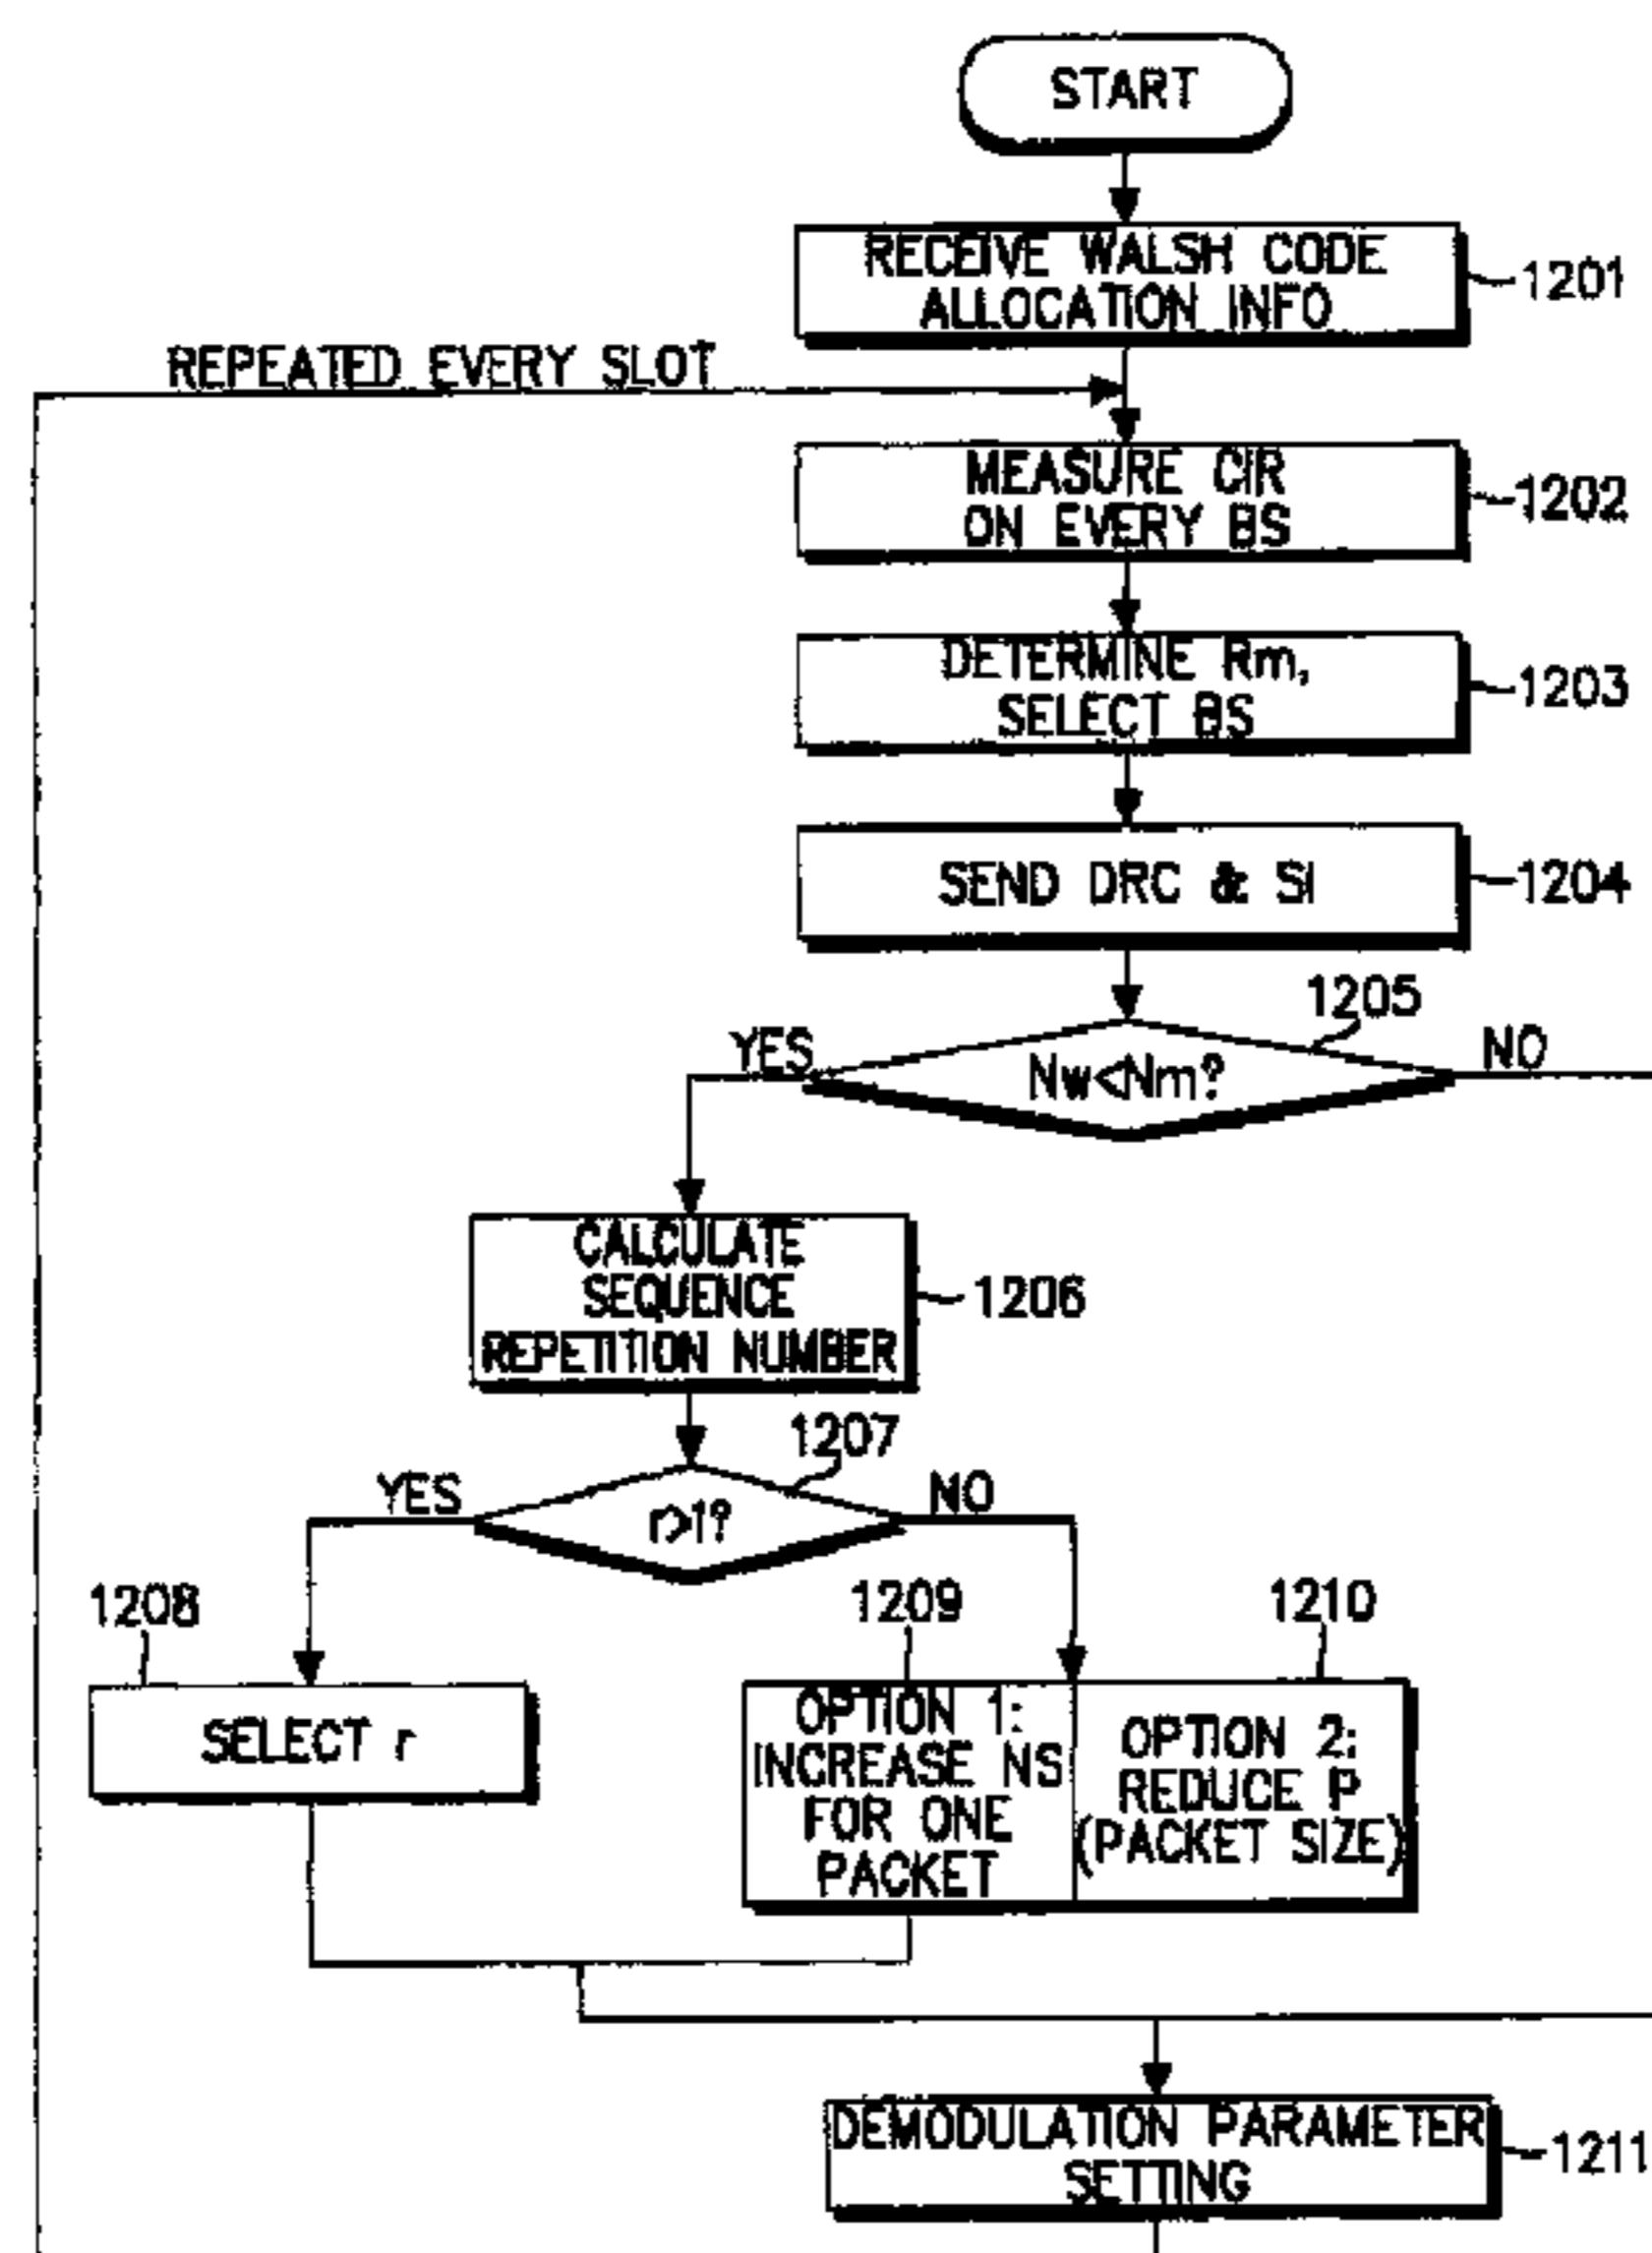 START
RECEIVE WALSH CODE
ALLOCATION INFO
1201
REPEATED EVERY SLOT
MEASURE CIR
ON EVERY BS
1202
DETERMINE Rm,
SELECT BS
1203
SEND DRC & SI
1204
1205
YES
Nw<Nm?
NO
CALCULATE
SEQUENCE
REPETITION NUMBER
1206
1207
YES
r>1?
NO
1208
SELECT r
1209
OPTION 1:
INCREASE NS
FOR ONE
PACKET
1210
OPTION 2:
REDUCE P
(PACKET SIZE)
DEMODULATION PARAMETER
SETTING
1211